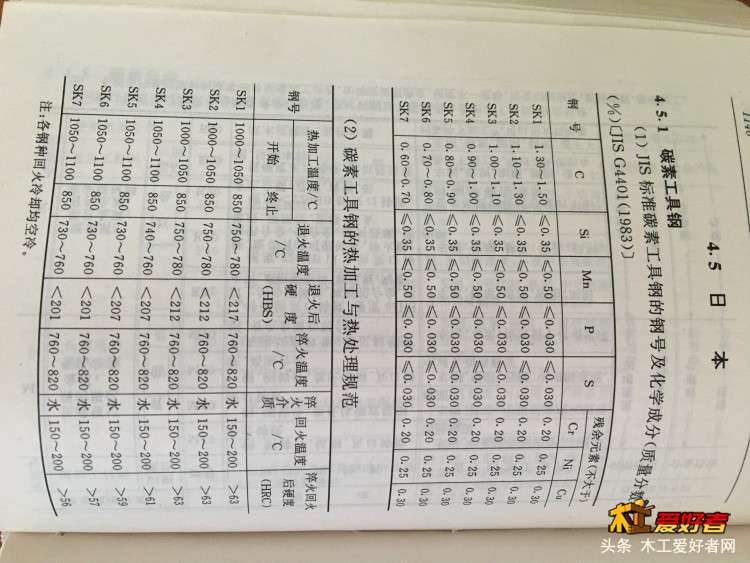 1140
4.5 日 本
4.5.1 碳素工具钢
(1) JIS标准碳素工具钢的钢号及化学成分(质量分数)
(%)[JIS G4401(1983)]
钢 号 C Si Mn P S 残余元素(不大于)
Cr Ni Cu
SK1 1.30~1.50 ≤0.35 ≤0.50 ≤0.030 ≤0.030 0.20 0.25 0.30
SK2 1.10~1.30 ≤0.35 ≤0.50 ≤0.030 ≤0.030 0.20 0.25 0.30
SK3 1.00~1.10 ≤0.35 ≤0.50 ≤0.030 ≤0.030 0.20 0.25 0.30
SK4 0.90~1.00 ≤0.35 ≤0.50 ≤0.030 ≤0.030 0.20 0.25 0.30
SK5 0.80~0.90 ≤0.35 ≤0.50 ≤0.030 ≤0.030 0.20 0.25 0.30
SK6 0.70~0.80 ≤0.35 ≤0.50 ≤0.030 ≤0.030 0.20 0.25 0.30
SK7 0.60~0.70 ≤0.35 ≤0.50 ≤0.030 ≤0.030 0.20 0.25 0.30
(2) 碳素工具钢的热加工与热处理规范
钢号 热加工温度/℃ 退火温度/℃ 退火后硬度(HBS) 淬火温度/℃ 淬火介质 回火温度/℃ 淬火回火后硬度(HRC)
开始 终止
SK1 1000~1050 850 750~780 <217 760~820 水 150~200 >63
SK2 1000~1050 850 750~780 <212 760~820 水 150~200 >63
SK3 1000~1050 850 750~780 <212 760~820 水 150~200 >63
SK4 1050~1100 850 740~760 <207 760~820 水 150~200 >61
SK5 1050~1100 850 730~760 <207 760~820 水 150~200 >59
SK6 1050~1100 850 730~760 <201 760~820 水 150~200 >57
SK7 1050~1100 850 730~760 <201 760~820 水 150~200 >56
注:各钢种回火冷却均空冷。
木工爱好者
头条 木工爱好者网